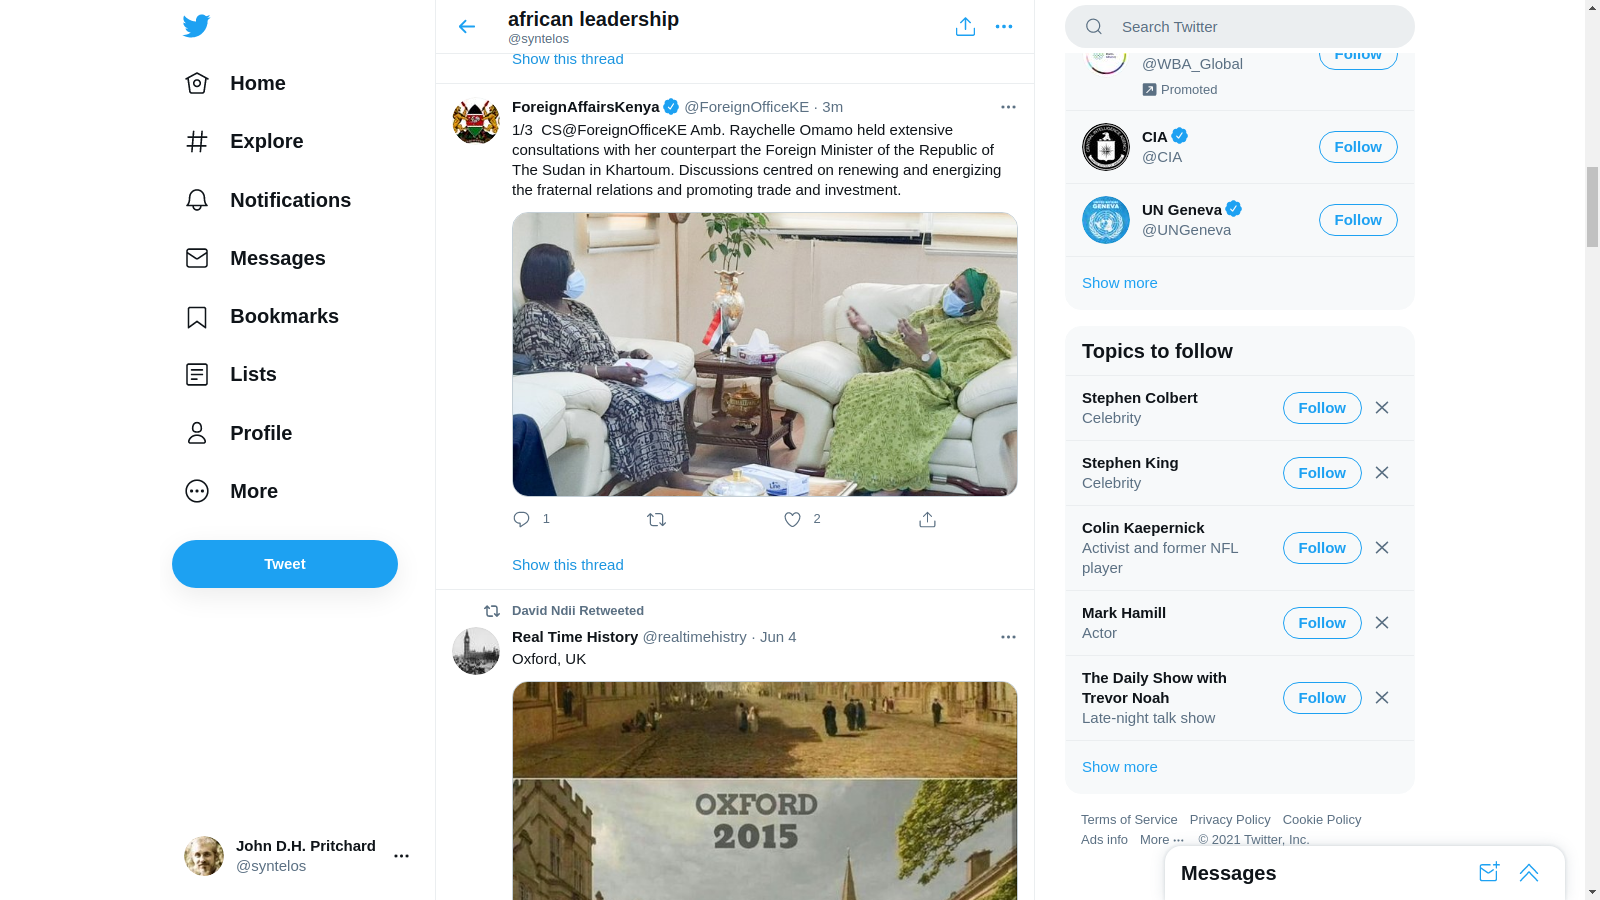 Home
Explore
Notifications
Messages
Bookmarks
Lists
Profile
More
Tweet
John D.H. Pritchard
@syntelos
african leadership
@syntelos
Show this thread
ForeignAffairsKenya @ForeignOfficeKE · 3m
1/3 CS@ForeignOfficeKE Amb. Raychelle Omamo held extensive
consultations with her counterpart the Foreign Minister of the Republic of
The Sudan in Khartoum. Discussions centred on renewing and energizing
the fraternal relations and promoting trade and investment.
1
2
Show this thread
David Ndii Retweeted
Real Time History @realtimehistry · Jun 4
Oxford, UK
OXFORD
2015
Search Twitter
Follow
@WBA_Global
Promoted
CIA
@CIA
Follow
UN Geneva
@UNGeneva
Follow
Show more
Topics to follow
Stephen Colbert
Celebrity
Follow
Stephen King
Celebrity
Follow
Colin Kaepernick
Activist and former NFL
player
Follow
Mark Hamill
Actor
Follow
The Daily Show with
Trevor Noah
Late-night talk show
Follow
Show more
Terms of Service Privacy Policy Cookie Policy
Ads info More ··· © 2021 Twitter, Inc.
Messages